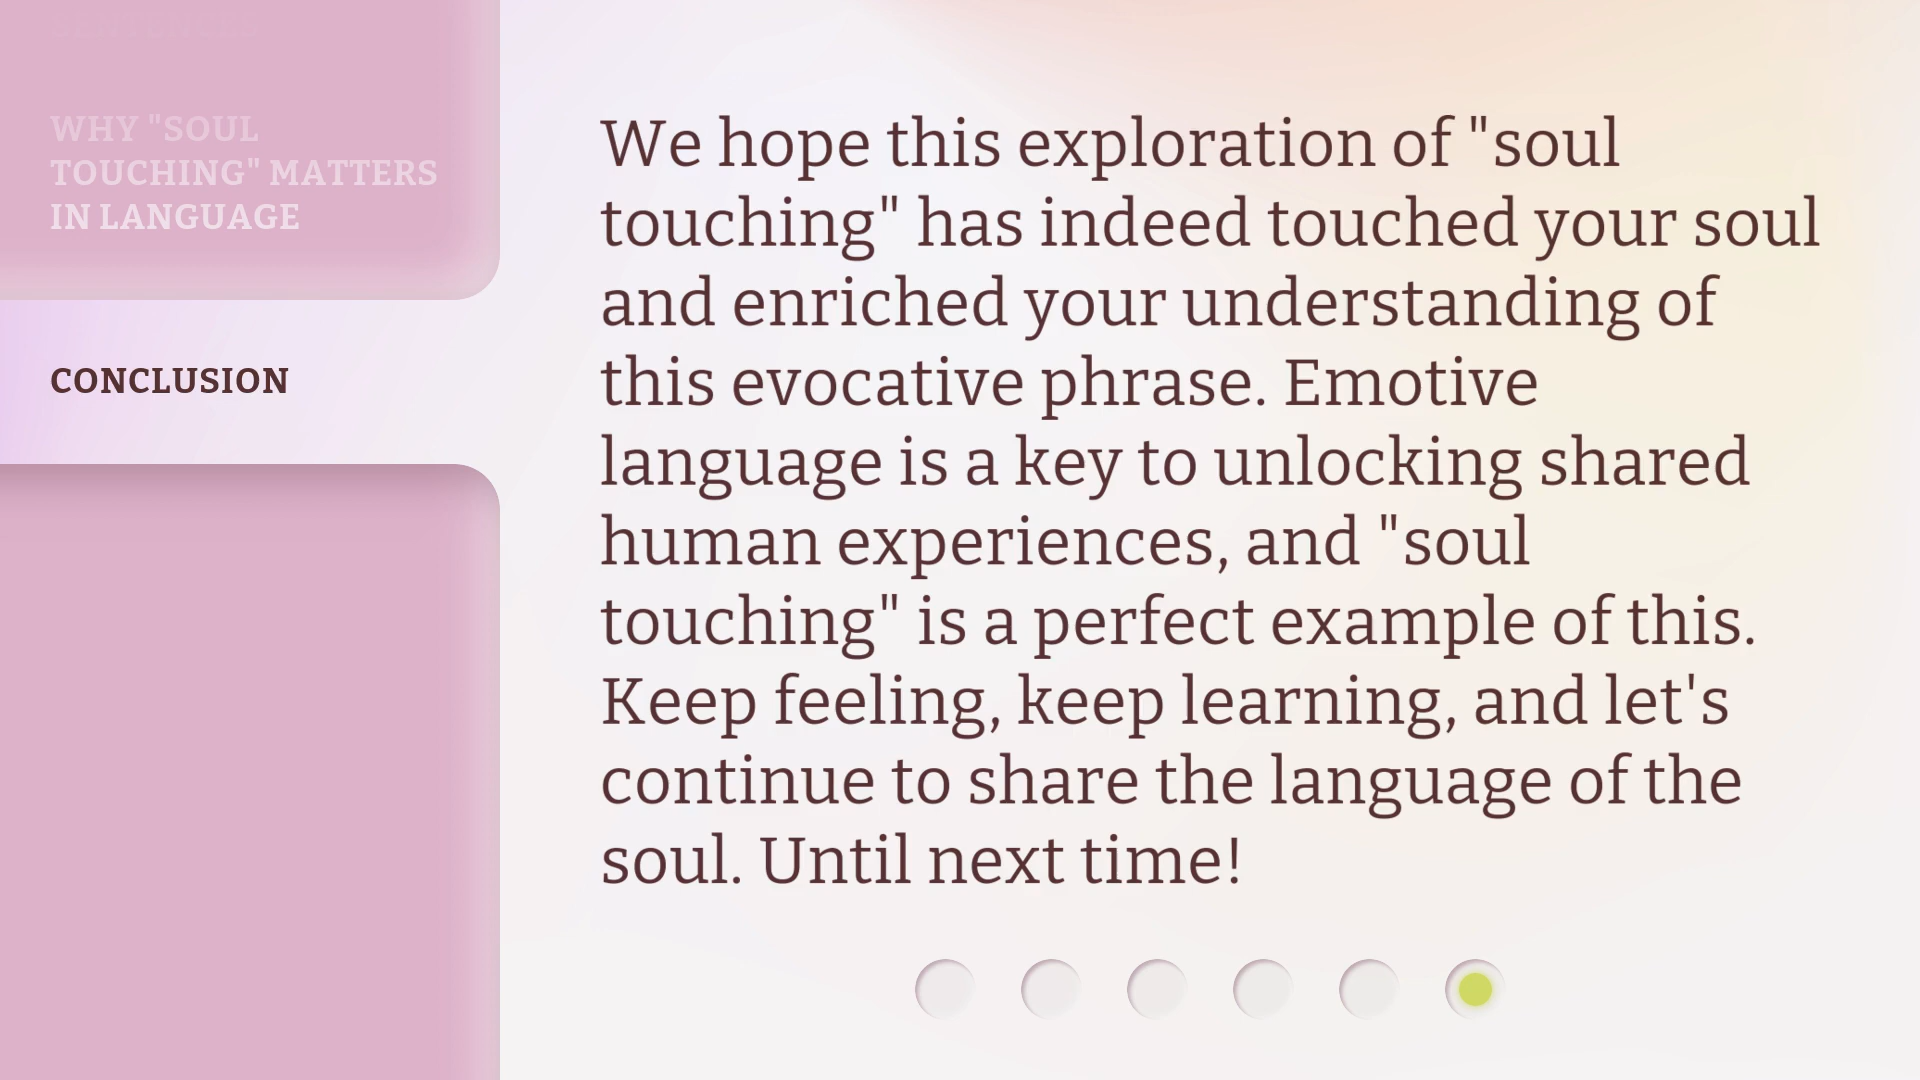 SENTENCES
WHY "SOUL
TOUCHING" MATTERS
IN LANGUAGE
CONCLUSION
We hope this exploration of "soul
touching" has indeed touched your soul
and enriched your understanding of
this evocative phrase. Emotive
language is a key to unlocking shared
human experiences, and "soul
touching" is a perfect example of this.
Keep feeling, keep learning, and let's
continue to share the language of the
soul. Until next time!